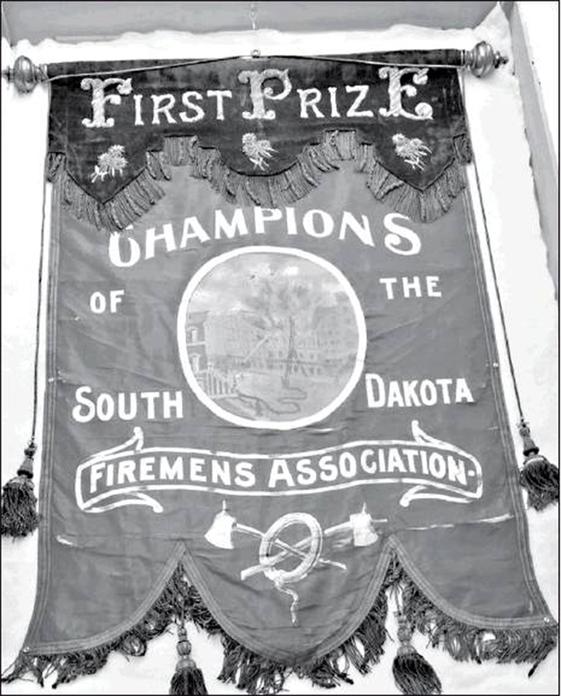 FIRST PRIZE
CHAMPIONS
OF THE
SOUTH DAKOTA
FIREMENS ASSOCIATION-